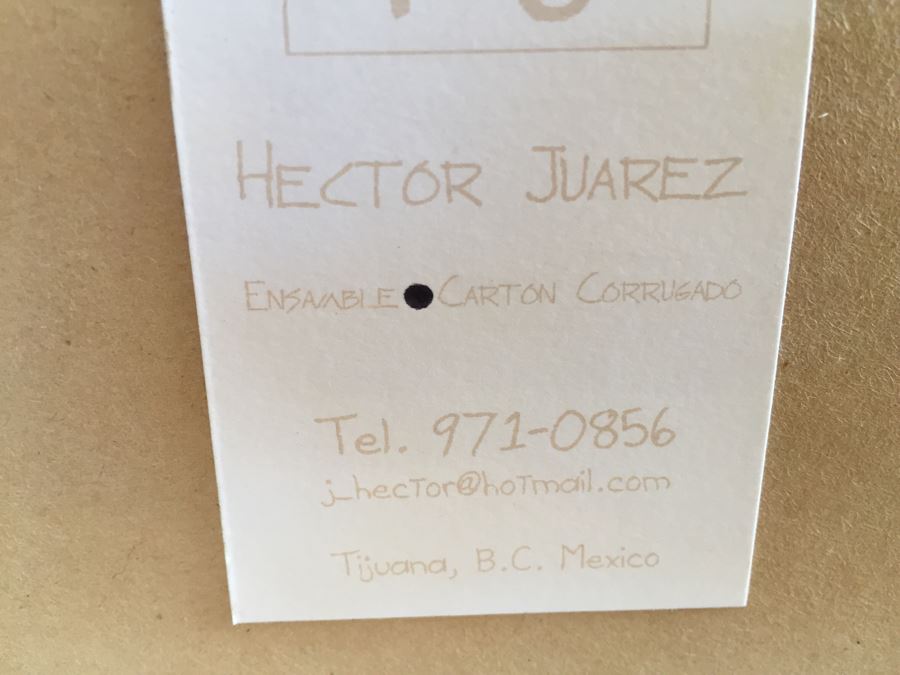 HECTOR JUAREZ
ENSAMBLE CARTON CORRUGADO
Tel. 971-0856
j_hector@hotmail.com
Tijuana, B.C. Mexico